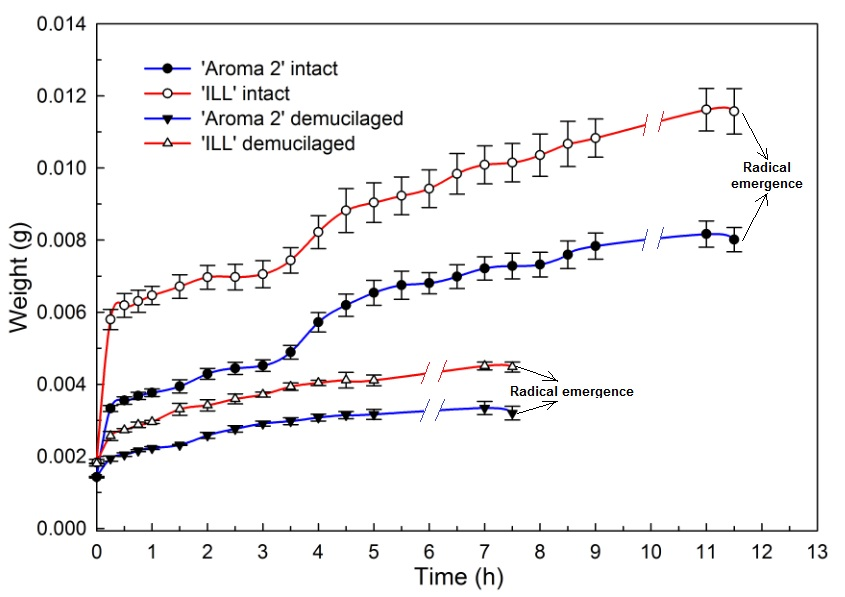 0.014
0.012
0.010
0.008
0.006
0.004
0.002
0.000
Weight (g)
'Aroma 2' intact
'ILL' intact
'Aroma 2' demucilaged
'ILL' demucilaged
Radical
emergence
Radical emergence
0 1 2 3 4 5 6 7 8 9 10 11 12 13
Time (h)